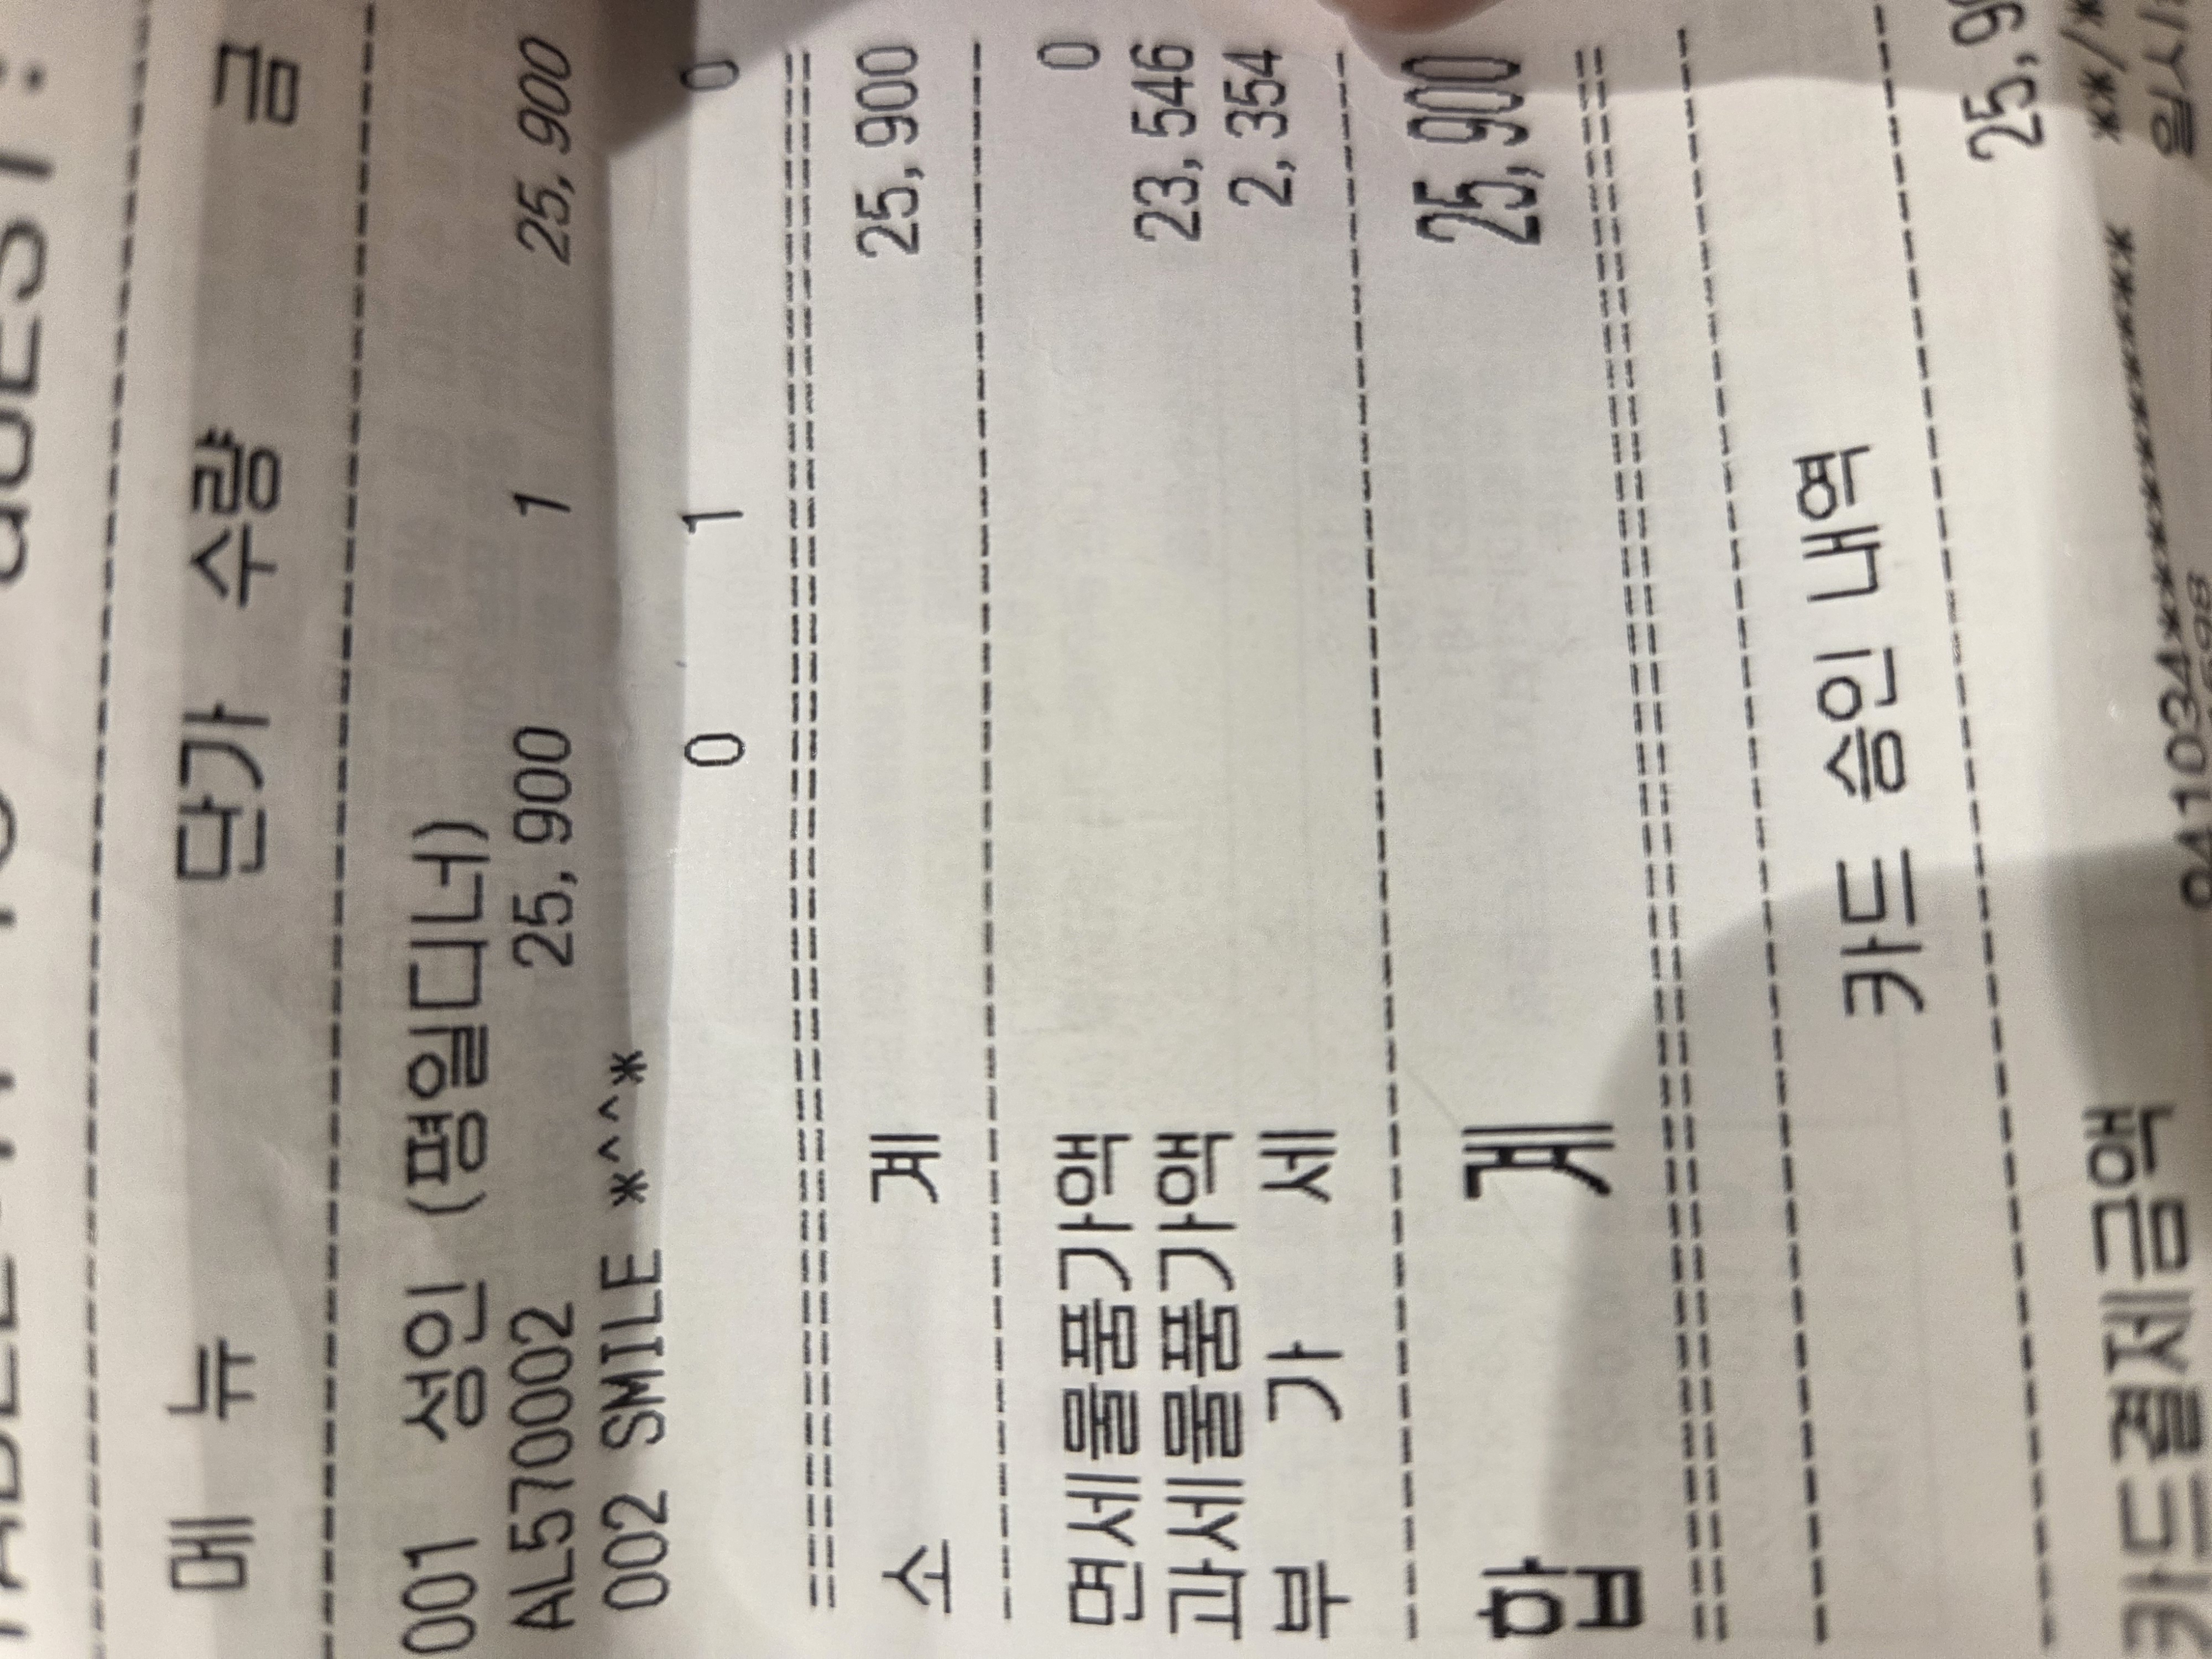 메 뉴 단가 수량 금
001 성인 (평일디너)
AL570002 25,900 1 25,900
002 SMILE *^^*
0 1 0
소 계 25,900
면세물품가액 0
과세물품가액 23,546
부 가 세 2,354
합 계 25,900
카드 승인 내역
카드결제금액